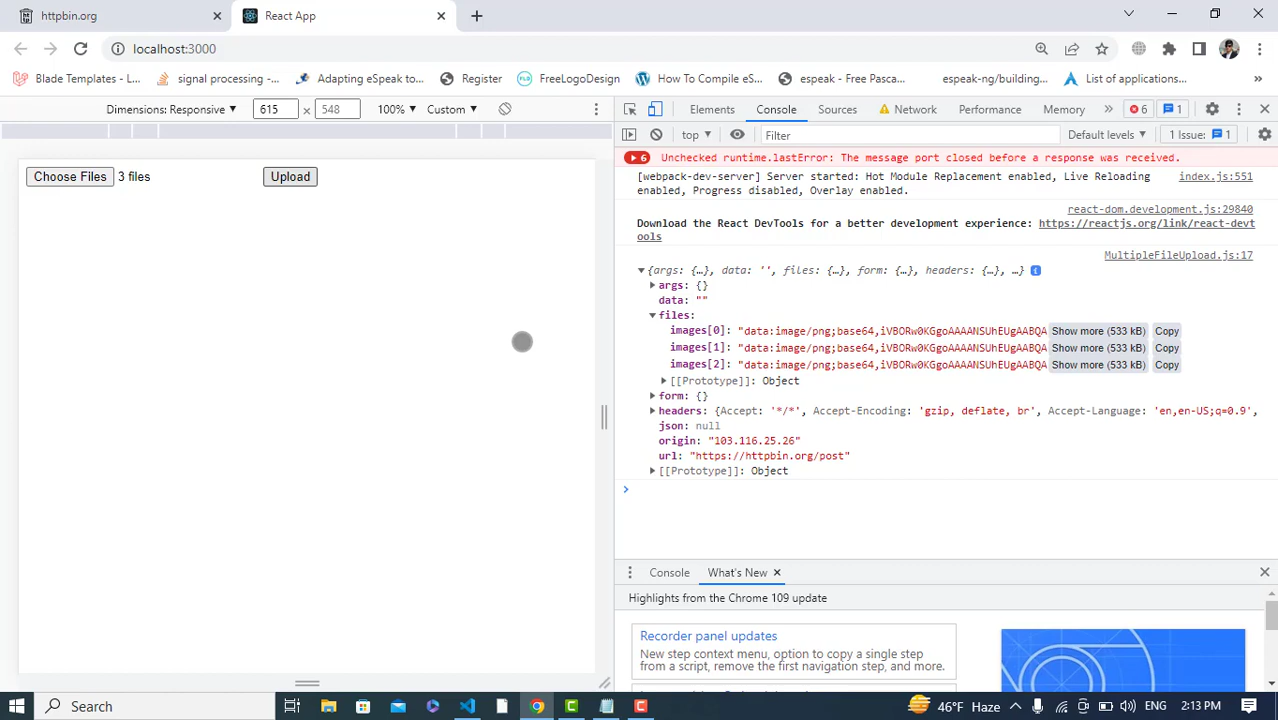 httpbin.org
React App
localhost:3000
Blade Templates - L...
signal processing -...
Adapting eSpeak to...
Register
FreeLogoDesign
How To Compile eS...
espeak - Free Pasca...
espeak-ng/building...
List of applications...
»
Dimensions: Responsive
615
×
548
100%
Custom
Elements
Console
Sources
Network
Performance
Memory
»
6
1
top
Filter
Default levels
1 Issue:
1
6
Unchecked runtime.lastError: The message port closed before a response was received.
[webpack-dev-server] Server started: Hot Module Replacement enabled, Live Reloading
index.js:551
enabled, Progress disabled, Overlay enabled.
react-dom.development.js:29840
Download the React DevTools for a better development experience: https://reactjs.org/link/react-devt
ools
MultipleFileUpload.js:17
{args: {…}, data: '', files: {…}, form: {…}, headers: {…}, …}
args: {}
data: ""
files:
images[0]: "data:image/png;base64,iVBORw0KGgoAAAANSUhEUgAABQA
Show more (533 kB)
Copy
images[1]: "data:image/png;base64,iVBORw0KGgoAAAANSUhEUgAABQA
Show more (533 kB)
Copy
images[2]: "data:image/png;base64,iVBORw0KGgoAAAANSUhEUgAABQA
Show more (533 kB)
Copy
[[Prototype]]: Object
form: {}
headers: {Accept: '*/*', Accept-Encoding: 'gzip, deflate, br', Accept-Language: 'en,en-US;q=0.9',
json: null
origin: "103.116.25.26"
url: "https://httpbin.org/post"
[[Prototype]]: Object
Choose Files
3 files
Upload
Console
What's New
Highlights from the Chrome 109 update
Recorder panel updates
New step context menu, option to copy a single step
from a script, remove the first navigation step, and more.
Search
46°F Haze
ENG
2:13 PM